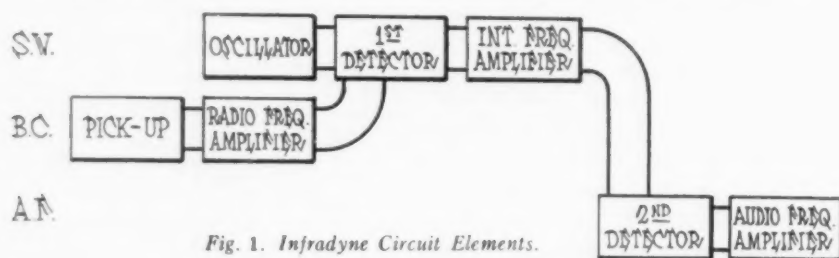 S.W.
OSCILLATOR
1ST
DETECTOR
INT. FREQ.
AMPLIFIER
B.C.
PICK-UP
RADIO FREQ.
AMPLIFIER
A.F.
2ND
DETECTOR
AUDIO FREQ.
AMPLIFIER
Fig. 1. Infradyne Circuit Elements.